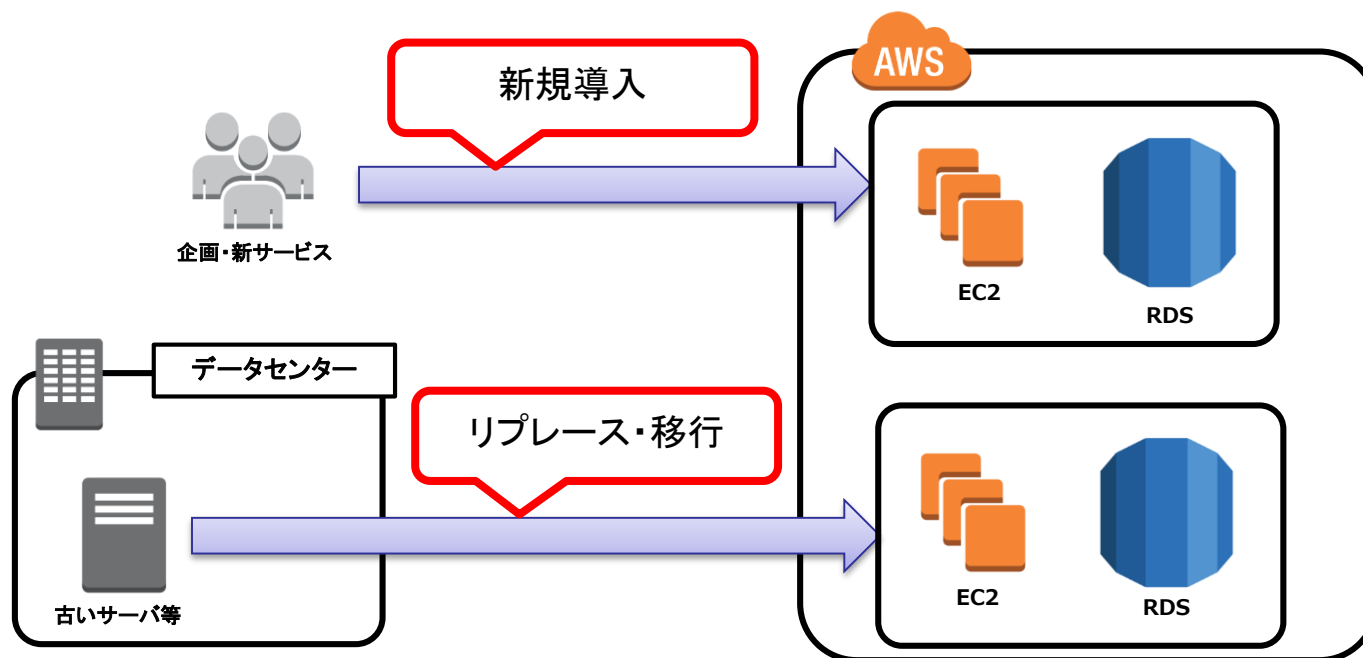 新規導入
AWS
企画・新サービス
EC2
RDS
データセンター
リプレース・移行
古いサーバ等
EC2
RDS